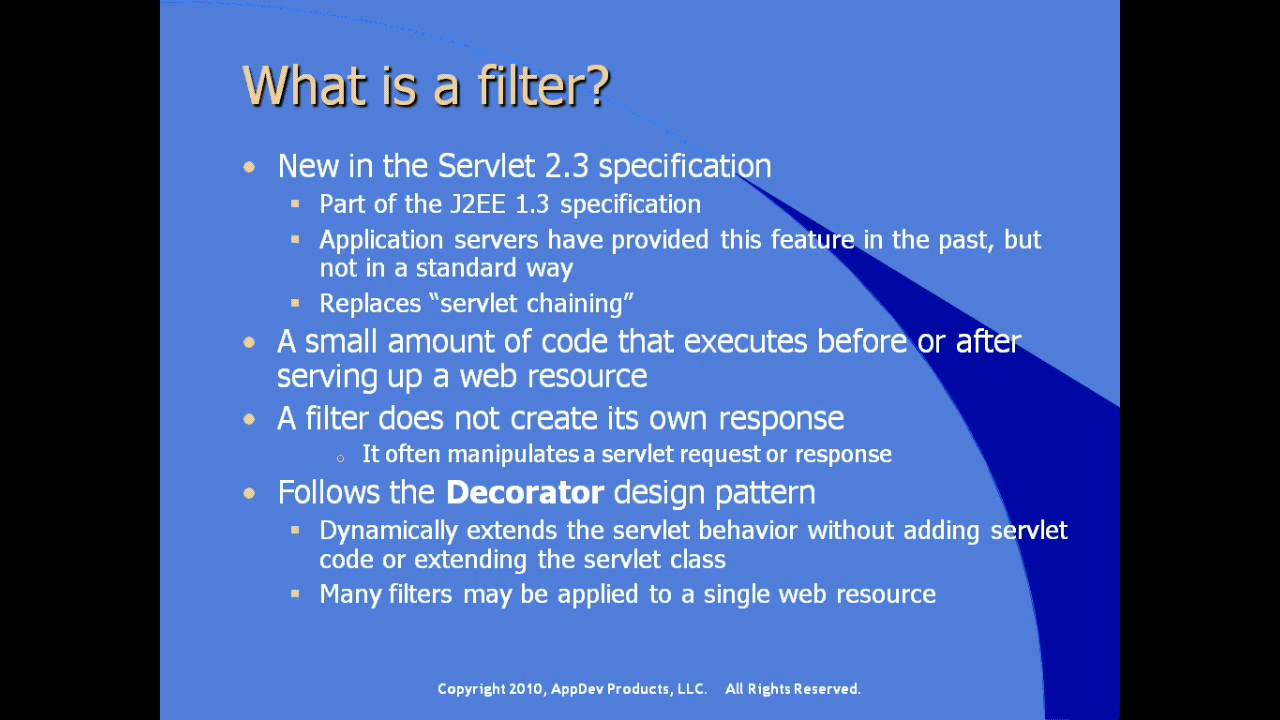 What is a filter?
New in the Servlet 2.3 specification
Part of the J2EE 1.3 specification
Application servers have provided this feature in the past, but
not in a standard way
Replaces “servlet chaining”
A small amount of code that executes before or after
serving up a web resource
A filter does not create its own response
It often manipulates a servlet request or response
Follows the Decorator design pattern
Dynamically extends the servlet behavior without adding servlet
code or extending the servlet class
Many filters may be applied to a single web resource
Copyright 2010, AppDev Products, LLC. All Rights Reserved.